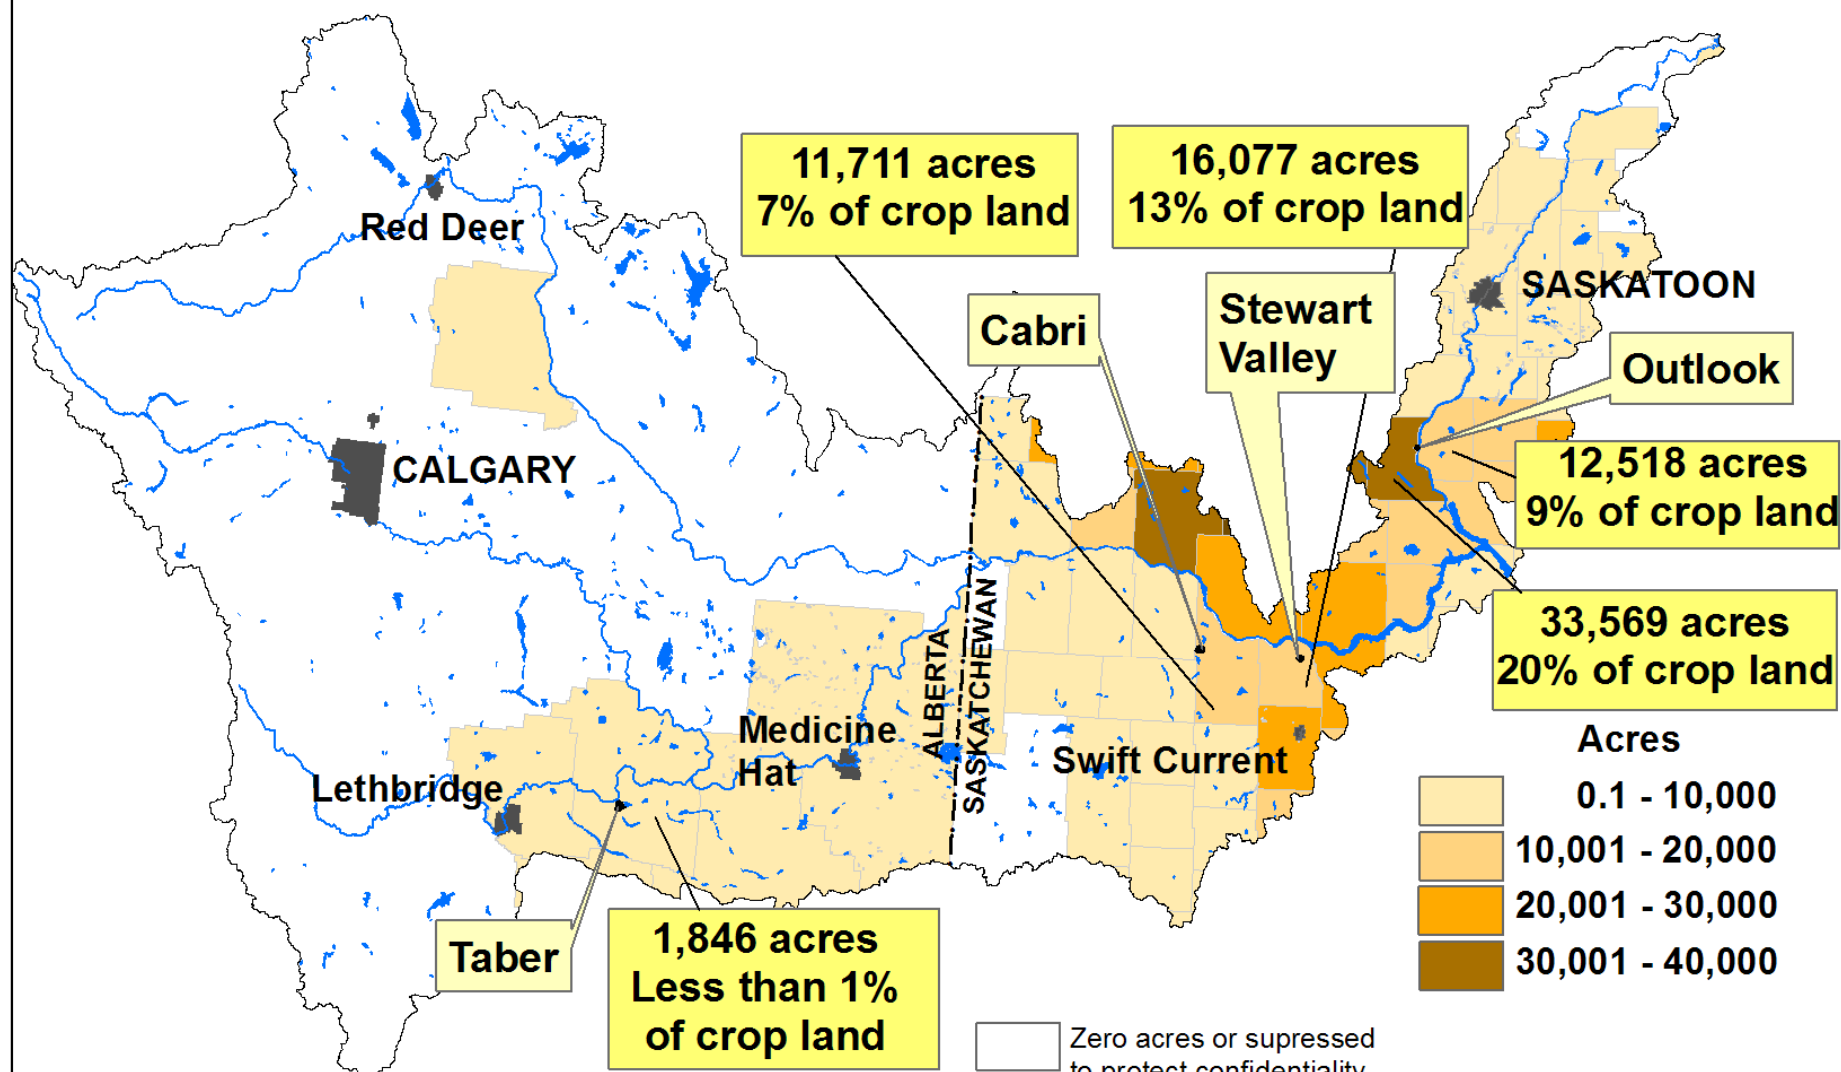 11,711 acres
7% of crop land
16,077 acres
13% of crop land
Red Deer
Cabri
Stewart
Valley
SASKATOON
Outlook
CALGARY
12,518 acres
9% of crop land
33,569 acres
20% of crop land
ALBERTA
SASKATCHEWAN
Medicine
Hat
Swift Current
Lethbridge
Taber
1,846 acres
Less than 1%
of crop land
Acres
0.1 - 10,000
10,001 - 20,000
20,001 - 30,000
30,001 - 40,000
Zero acres or supressed
to protect confidentiality